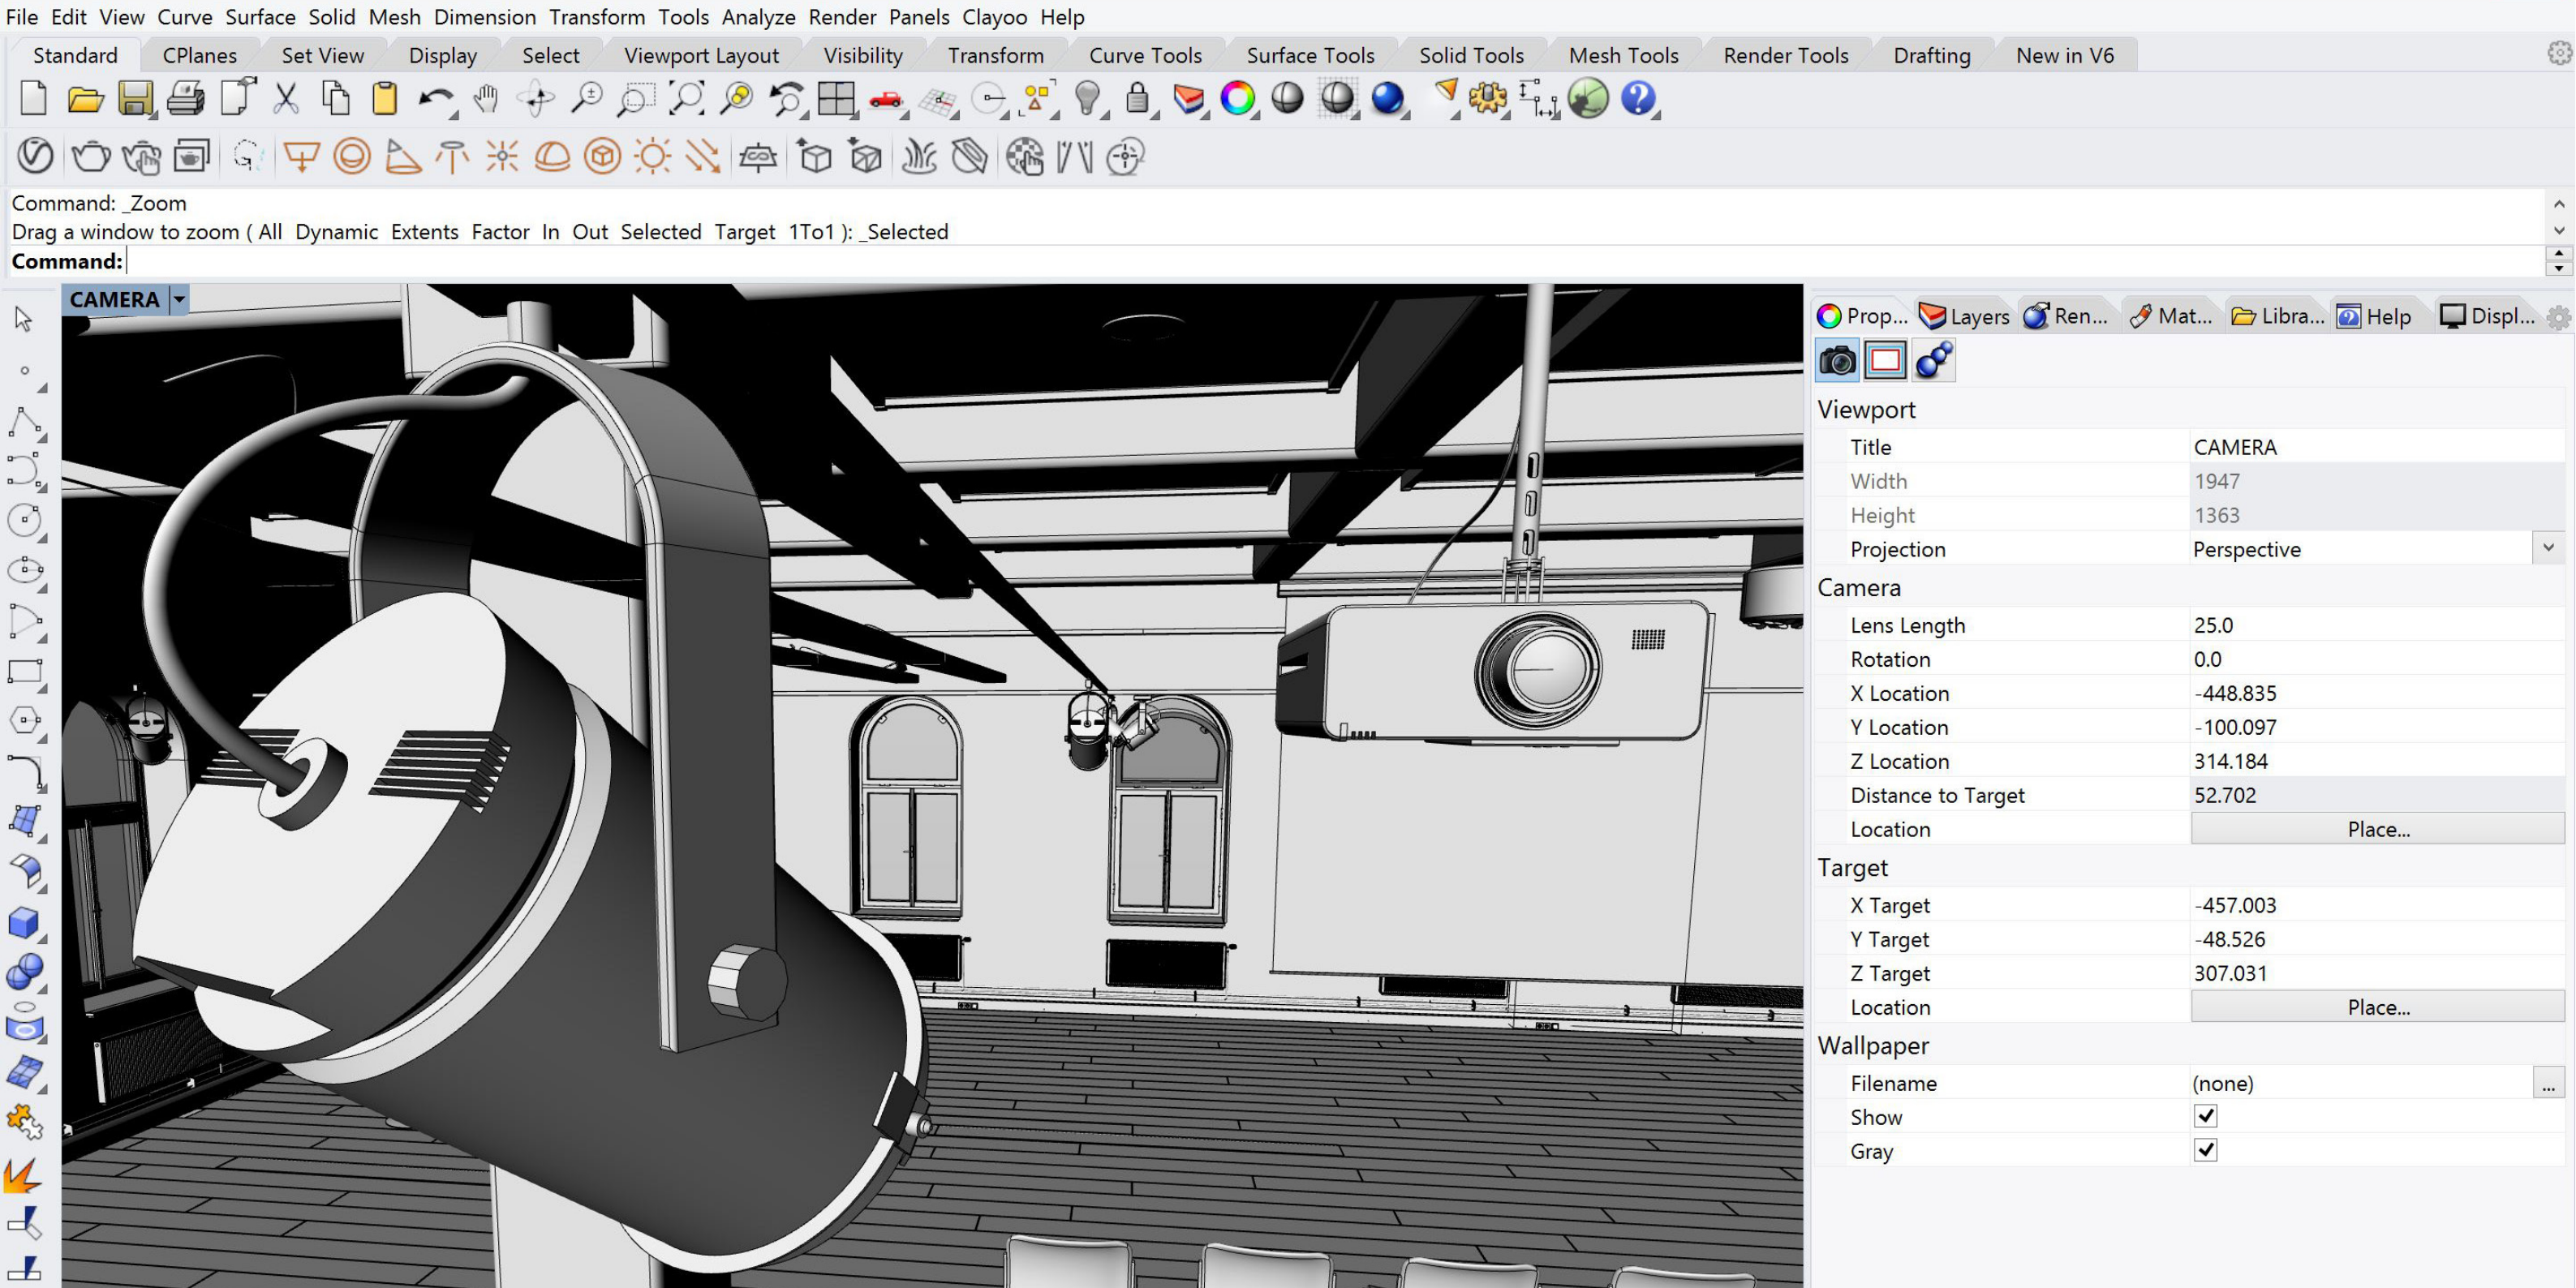 File Edit View Curve Surface Solid Mesh Dimension Transform Tools Analyze Render Panels Clayoo Help
Standard CPlanes Set View Display Select Viewport Layout Visibility Transform Curve Tools Surface Tools Solid Tools Mesh Tools Render Tools Drafting New in V6
Command: _Zoom
Drag a window to zoom ( All Dynamic Extents Factor In Out Selected Target 1To1 ): _Selected
Command:
CAMERA
Prop... Layers Ren... Mat... Libra... Help Displ...
Viewport
Title CAMERA
Width 1947
Height 1363
Projection Perspective
Camera
Lens Length 25.0
Rotation 0.0
X Location -448.835
Y Location -100.097
Z Location 314.184
Distance to Target 52.702
Location Place...
Target
X Target -457.003
Y Target -48.526
Z Target 307.031
Location Place...
Wallpaper
Filename (none) ...
Show
Gray